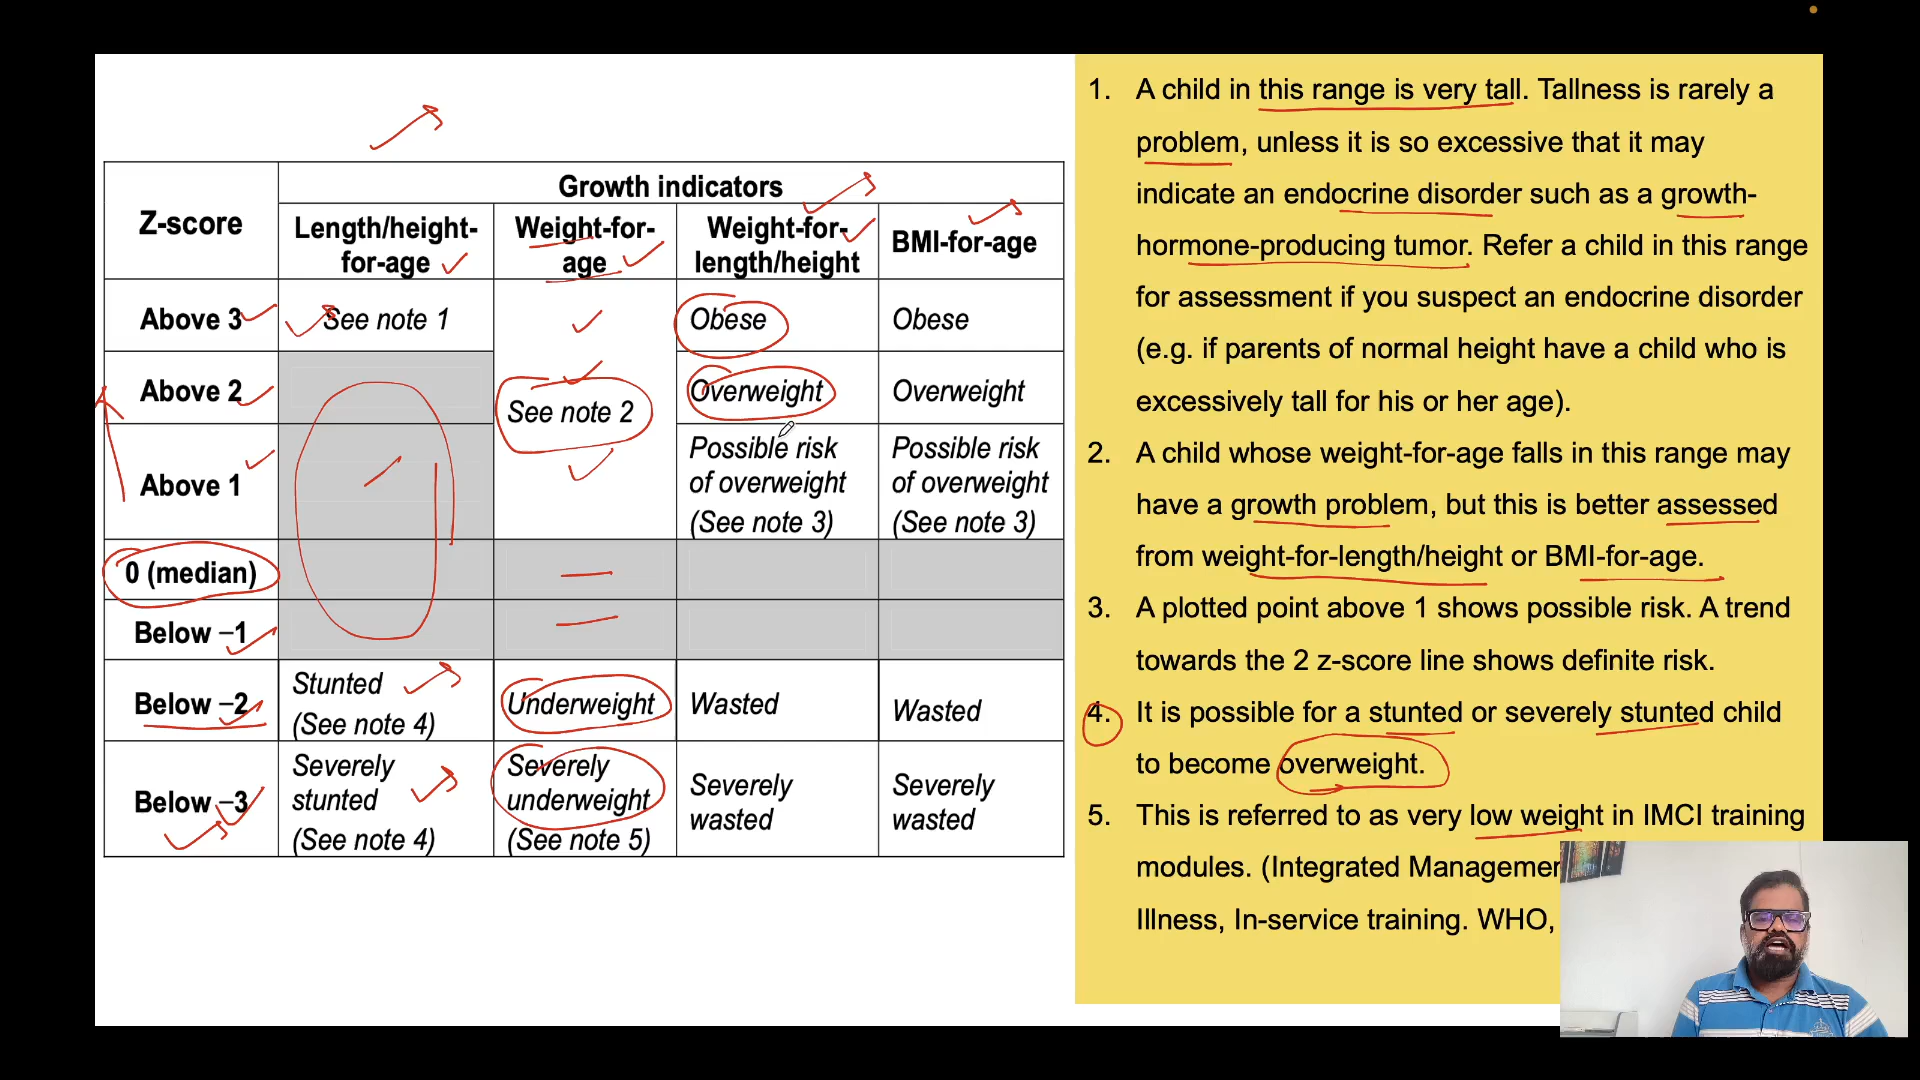 Growth indicators
Z-score
Length/height-
for-age
Weight-for-
age
Weight-for-
length/height
BMI-for-age
Above 3
See note 1
Obese
Obese
Above 2
See note 2
Overweight
Overweight
Above 1
Possible risk
of overweight
(See note 3)
Possible risk
of overweight
(See note 3)
0 (median)
Below −1
Below −2
Stunted
(See note 4)
Underweight
Wasted
Wasted
Below −3
Severely
stunted
(See note 4)
Severely
underweight
(See note 5)
Severely
wasted
Severely
wasted
1. A child in this range is very tall. Tallness is rarely a
problem, unless it is so excessive that it may
indicate an endocrine disorder such as a growth-
hormone-producing tumor. Refer a child in this range
for assessment if you suspect an endocrine disorder
(e.g. if parents of normal height have a child who is
excessively tall for his or her age).
2. A child whose weight-for-age falls in this range may
have a growth problem, but this is better assessed
from weight-for-length/height or BMI-for-age.
3. A plotted point above 1 shows possible risk. A trend
towards the 2 z-score line shows definite risk.
4. It is possible for a stunted or severely stunted child
to become overweight.
5. This is referred to as very low weight in IMCI training
modules. (Integrated
Illness, In-service training. WHO,